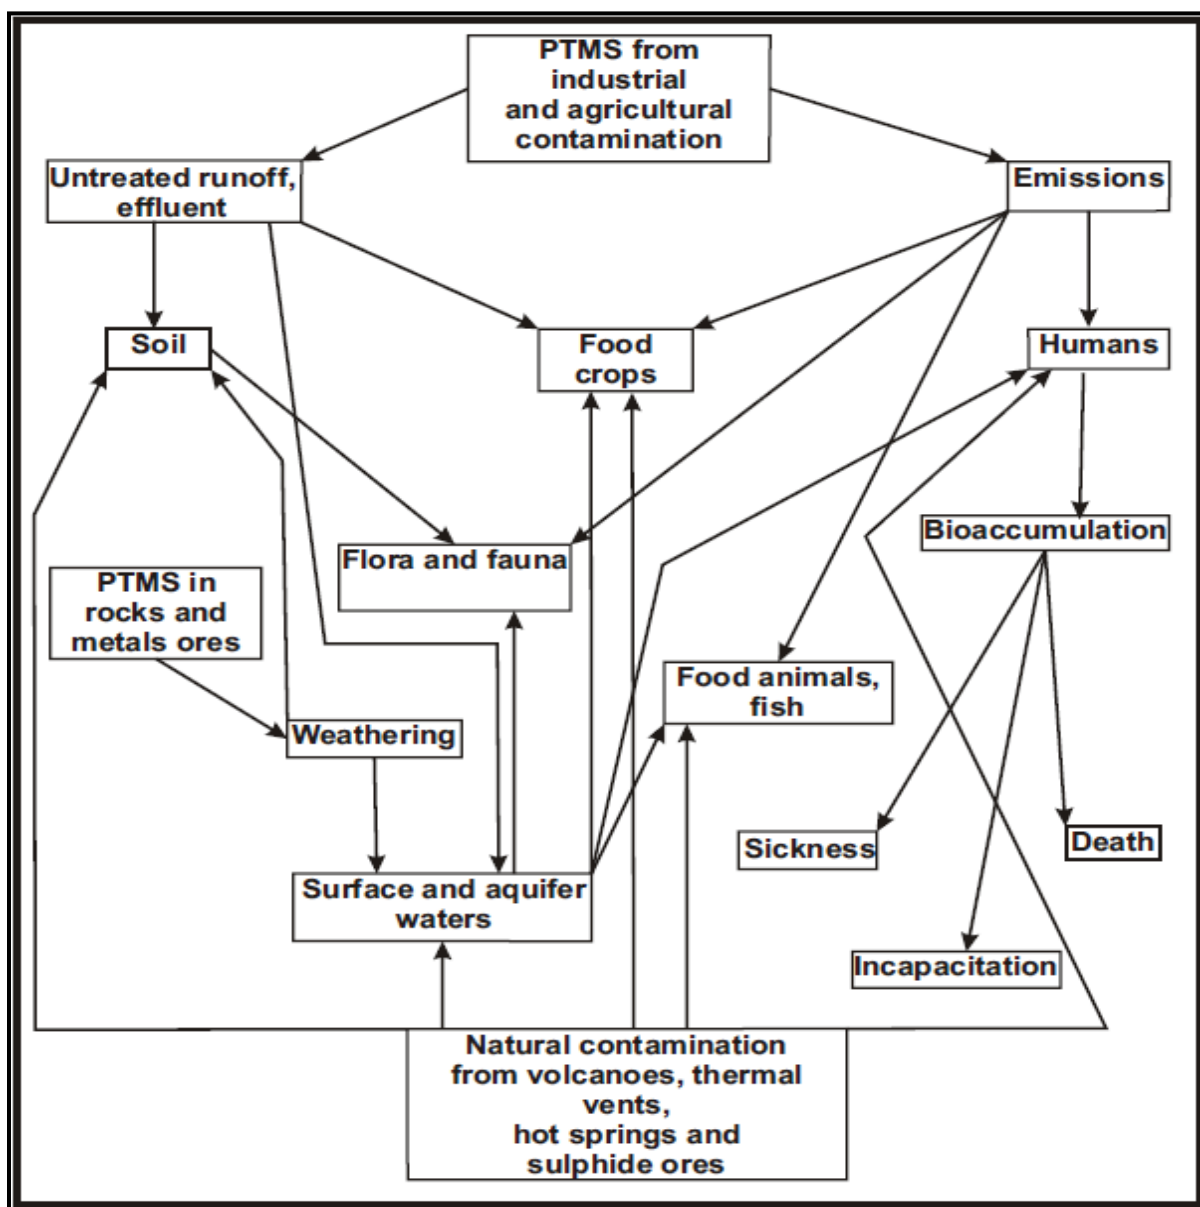 PTMS from
industrial
and agricultural
contamination
Untreated runoff,
effluent
Emissions
Soil
Food
crops
Humans
Bioaccumulation
Flora and fauna
PTMS in
rocks and
metals ores
Food animals,
fish
Weathering
Sickness
Death
Surface and aquifer
waters
Incapacitation
Natural contamination
from volcanoes, thermal
vents,
hot springs and
sulphide ores